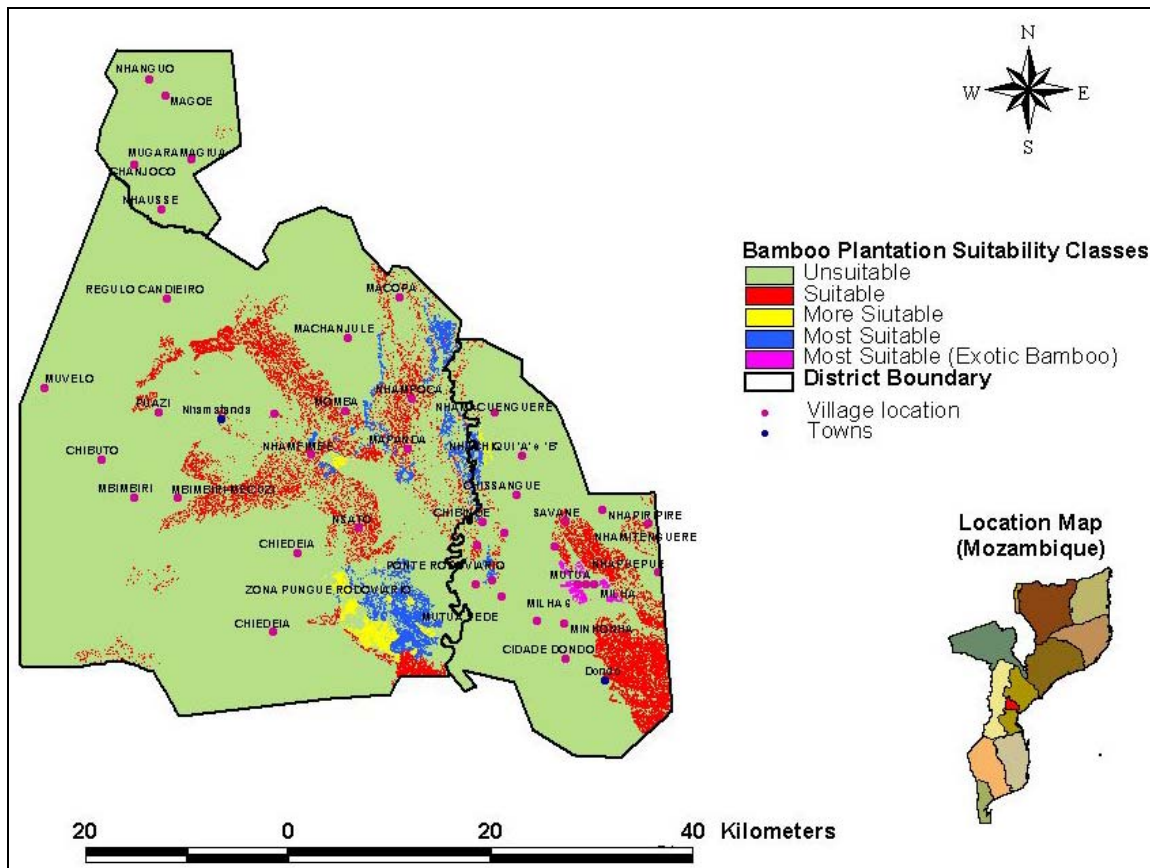 N
W E
S
NHANGUO
MAGOE
MUGARAMAGIUA
CHANJOCO
NHAUSSE
REGULO CANDIEIRO
MACOPA
MACHANJULE
MUVELO
Nhamatanda
MOMBA
NHAMPOCA
NHAMACUENGUERE
CHIBUTO
MAPANDA
MBIMBIRI
CHISSANGUE
NSATO
SAVANE
NHAPIRIPIRE
NHAMITENGUERE
CHIEDEIA
PONTE RODOVIARIO
NHAPUEPUE
ZONA PUNGUE RODOVIARIO
MUTUA
MILHA
MILHA 6
CHIEDEIA
MUTUA SEDE
MINHONHA
CIDADE DONDO
Dondo
Bamboo Plantation Suitability Classes
Unsuitable
Suitable
More Siutable
Most Suitable
Most Suitable (Exotic Bamboo)
District Boundary
Village location
Towns
Location Map
(Mozambique)
20 0 20 40 Kilometers